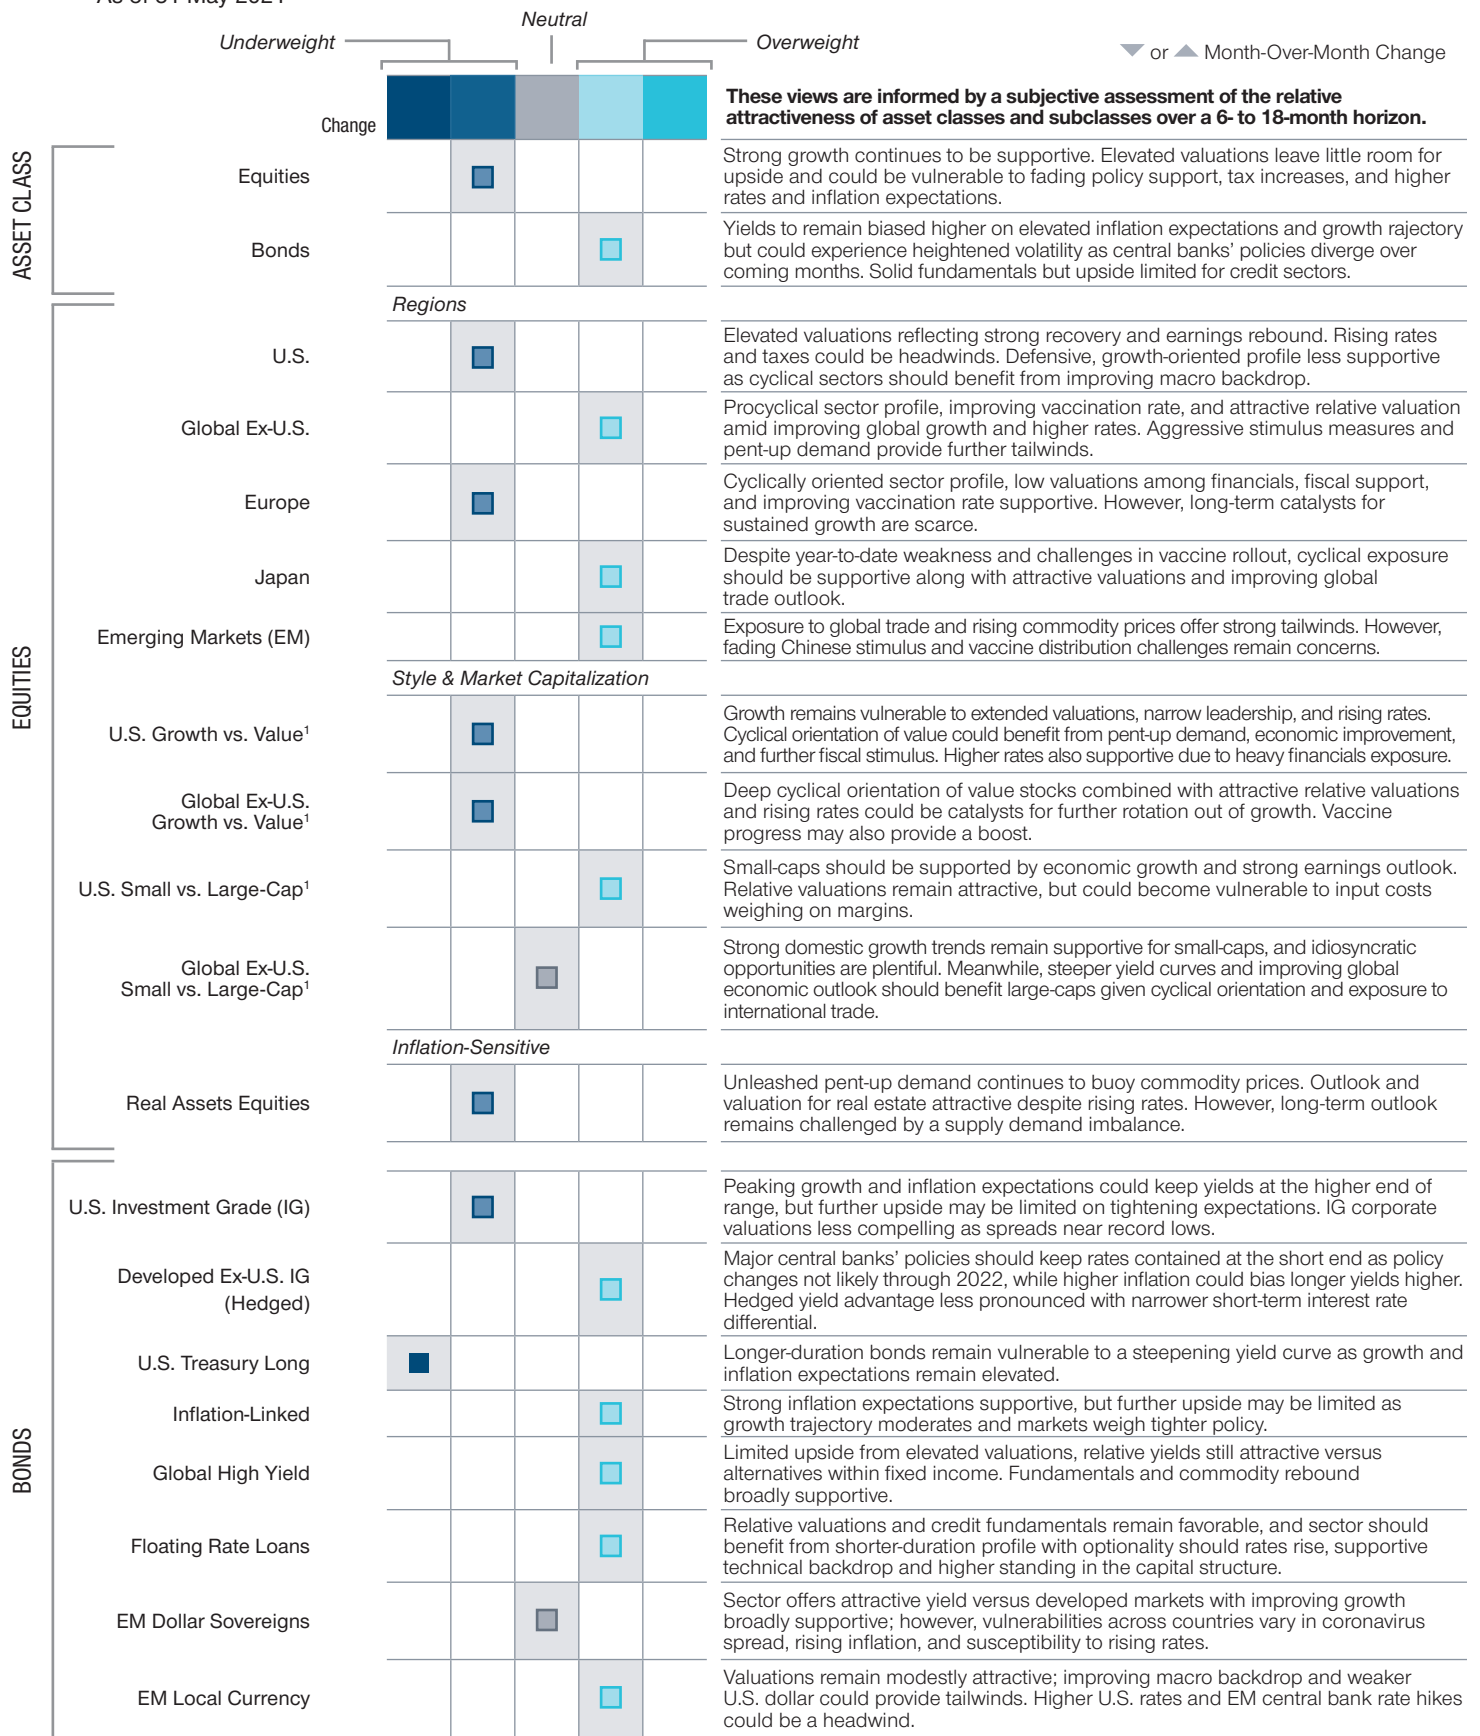 As of 31 May 2021
Neutral
Underweight
Overweight
or Month-Over-Month Change
Change
These views are informed by a subjective assessment of the relative
attractiveness of asset classes and subclasses over a 6- to 18-month horizon.
ASSET CLASS
Equities
Strong growth continues to be supportive. Elevated valuations leave little room for
upside and could be vulnerable to fading policy support, tax increases, and higher
rates and inflation expectations.
Bonds
Yields to remain biased higher on elevated inflation expectations and growth rajectory
but could experience heightened volatility as central banks’ policies diverge over
coming months. Solid fundamentals but upside limited for credit sectors.
EQUITIES
Regions
U.S.
Elevated valuations reflecting strong recovery and earnings rebound. Rising rates
and taxes could be headwinds. Defensive, growth-oriented profile less supportive
as cyclical sectors should benefit from improving macro backdrop.
Global Ex-U.S.
Procyclical sector profile, improving vaccination rate, and attractive relative valuation
amid improving global growth and higher rates. Aggressive stimulus measures and
pent-up demand provide further tailwinds.
Europe
Cyclically oriented sector profile, low valuations among financials, fiscal support,
and improving vaccination rate supportive. However, long-term catalysts for
sustained growth are scarce.
Japan
Despite year-to-date weakness and challenges in vaccine rollout, cyclical exposure
should be supportive along with attractive valuations and improving global
trade outlook.
Emerging Markets (EM)
Exposure to global trade and rising commodity prices offer strong tailwinds. However,
fading Chinese stimulus and vaccine distribution challenges remain concerns.
Style & Market Capitalization
U.S. Growth vs. Value¹
Growth remains vulnerable to extended valuations, narrow leadership, and rising rates.
Cyclical orientation of value could benefit from pent-up demand, economic improvement,
and further fiscal stimulus. Higher rates also supportive due to heavy financials exposure.
Global Ex-U.S.
Growth vs. Value¹
Deep cyclical orientation of value stocks combined with attractive relative valuations
and rising rates could be catalysts for further rotation out of growth. Vaccine
progress may also provide a boost.
U.S. Small vs. Large-Cap¹
Small-caps should be supported by economic growth and strong earnings outlook.
Relative valuations remain attractive, but could become vulnerable to input costs
weighing on margins.
Global Ex-U.S.
Small vs. Large-Cap¹
Strong domestic growth trends remain supportive for small-caps, and idiosyncratic
opportunities are plentiful. Meanwhile, steeper yield curves and improving global
economic outlook should benefit large-caps given cyclical orientation and exposure to
international trade.
Inflation-Sensitive
Real Assets Equities
Unleashed pent-up demand continues to buoy commodity prices. Outlook and
valuation for real estate attractive despite rising rates. However, long-term outlook
remains challenged by a supply demand imbalance.
BONDS
U.S. Investment Grade (IG)
Peaking growth and inflation expectations could keep yields at the higher end of
range, but further upside may be limited on tightening expectations. IG corporate
valuations less compelling as spreads near record lows.
Developed Ex-U.S. IG
(Hedged)
Major central banks’ policies should keep rates contained at the short end as policy
changes not likely through 2022, while higher inflation could bias longer yields higher.
Hedged yield advantage less pronounced with narrower short-term interest rate
differential.
U.S. Treasury Long
Longer-duration bonds remain vulnerable to a steepening yield curve as growth and
inflation expectations remain elevated.
Inflation-Linked
Strong inflation expectations supportive, but further upside may be limited as
growth trajectory moderates and markets weigh tighter policy.
Global High Yield
Limited upside from elevated valuations, relative yields still attractive versus
alternatives within fixed income. Fundamentals and commodity rebound
broadly supportive.
Floating Rate Loans
Relative valuations and credit fundamentals remain favorable, and sector should
benefit from shorter-duration profile with optionality should rates rise, supportive
technical backdrop and higher standing in the capital structure.
EM Dollar Sovereigns
Sector offers attractive yield versus developed markets with improving growth
broadly supportive; however, vulnerabilities across countries vary in coronavirus
spread, rising inflation, and susceptibility to rising rates.
EM Local Currency
Valuations remain modestly attractive; improving macro backdrop and weaker
U.S. dollar could provide tailwinds. Higher U.S. rates and EM central bank rate hikes
could be a headwind.